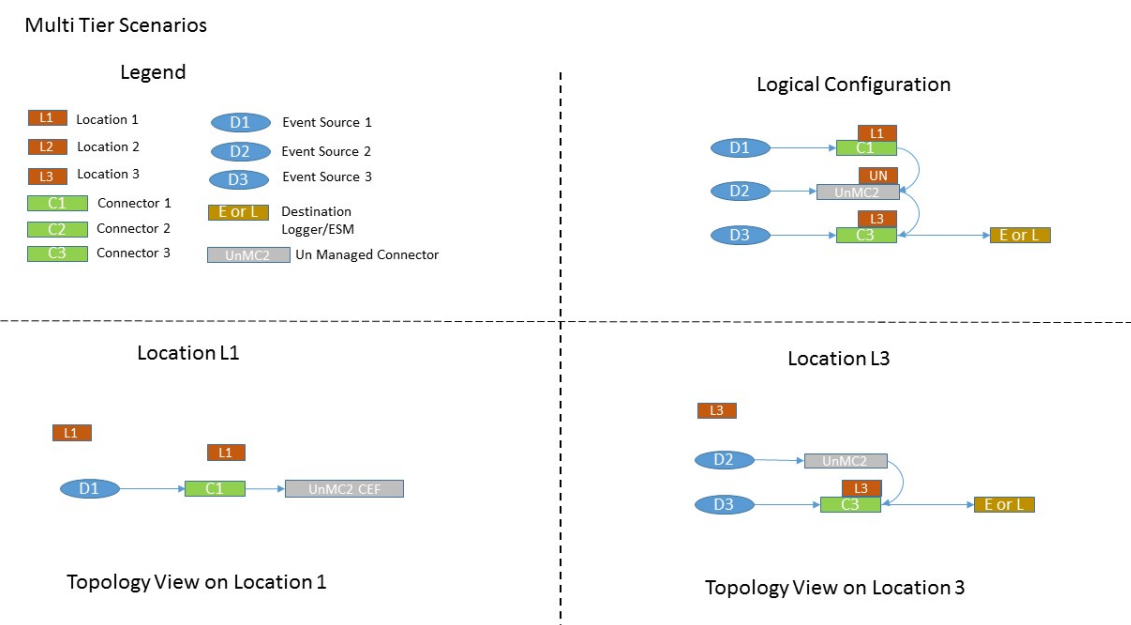 Multi Tier Scenarios
Legend
L1 Location 1
L2 Location 2
L3 Location 3
C1 Connector 1
C2 Connector 2
C3 Connector 3
D1 Event Source 1
D2 Event Source 2
D3 Event Source 3
E or L Destination
Logger/ESM
UnMC2 Un Managed Connector
Logical Configuration
L1
D1 C1
UN
D2 UnMC2
L3
D3 C3 E or L
Location L1
L1
L1
D1 C1 UnMC2 CEF
Topology View on Location 1
Location L3
L3
D2 UnMC2
L3
D3 C3 E or L
Topology View on Location 3